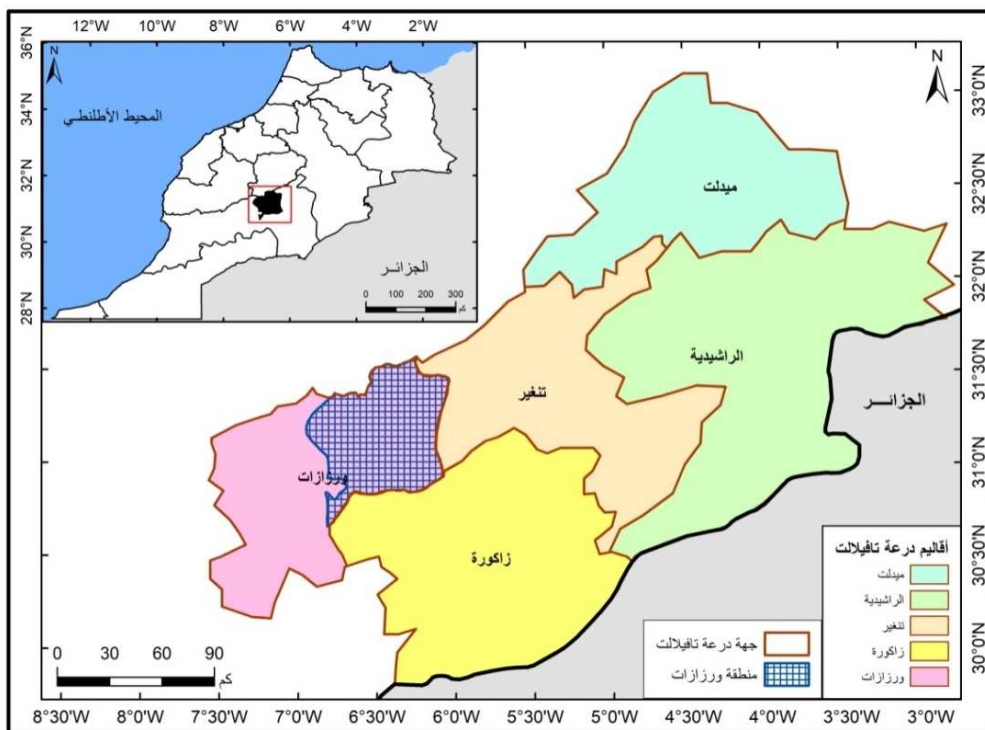 12°W 10°W 8°W 6°W 4°W 2°W
36°N
34°N
32°N
30°N
28°N
N
المحيط الأطلنطي
الجزائر
0 100 200 300
كم
N
33°0'N
32°30'N
32°0'N
31°30'N
31°0'N
30°30'N
30°0'N
ميدلت
الراشيدية
تنغير
الجزائر
ورزازات
زاكورة
أقاليم درعة تافيلالت
ميدلت
الراشيدية
تنغير
زاكورة
ورزازات
جهة درعة تافيلالت
منطقة ورزازات
0 30 60 90
كم
8°30'W 8°0'W 7°30'W 7°0'W 6°30'W 6°0'W 5°30'W 5°0'W 4°30'W 4°0'W 3°30'W 3°0'W